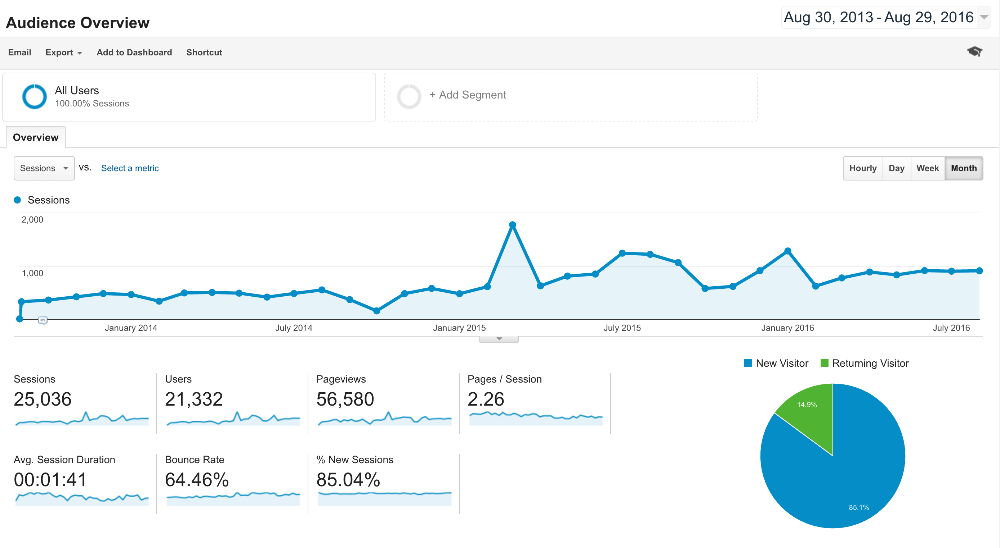 Audience Overview
Aug 30, 2013 - Aug 29, 2016
Email Export Add to Dashboard Shortcut
All Users
100.00% Sessions
+ Add Segment
Overview
Sessions vs. Select a metric
Hourly Day Week Month
Sessions
2,000
1,000
January 2014 July 2014 January 2015 July 2015 January 2016 July 2016
New Visitor Returning Visitor
Sessions
25,036
Users
21,332
Pageviews
56,580
Pages / Session
2.26
Avg. Session Duration
00:01:41
Bounce Rate
64.46%
% New Sessions
85.04%
14.9%
85.1%